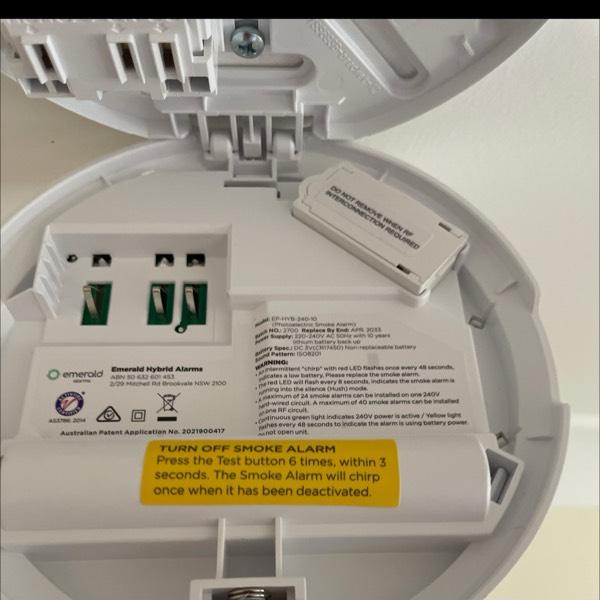 DO NOT REMOVE WHEN RF
INTERCONNECTION REQUIRED
Model: EP-HYB-240-10
(Photoelectric Smoke Alarm)
Batch NO.: 2700 Replace By End: APR. 2033
Power Supply: 220-240V AC 50Hz with 10 years
lithium battery back up
Battery Spec.: DC 3V(CR17450) Non-replaceable battery
Sound Pattern: ISO8201
WARNING:
An intermittent "chirp" with red LED flashes once every 48 seconds,
indicates a low battery. Please replace the smoke alarm.
The red LED will flash every 8 seconds, indicates the smoke alarm is
running into the silence (Hush) mode.
A maximum of 24 smoke alarms can be installed on one 240V
hard-wired circuit. A maximum of 40 smoke alarms can be installed
on one RF circuit.
Continuous green light indicates 240V power is active / Yellow light
flashes every 48 seconds to indicate the alarm is using battery power.
Do not open unit.
emerald
Emerald Hybrid Alarms
ABN 50 632 601 453
2/29 Mitchell Rd Brookvale NSW 2100
AS3786: 2014
Australian Patent Application No. 2021900417
TURN OFF SMOKE ALARM
Press the Test button 6 times, within 3
seconds. The Smoke Alarm will chirp
once when it has been deactivated.